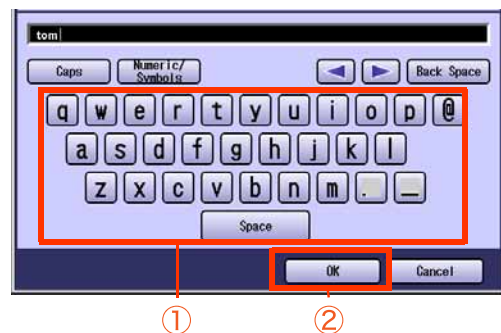 tom
Caps Numeric/ Back Space
Symbols
q w e r t y u i o p @
a s d f g h j k l
z x c v b n m . _
Space
OK Cancel
① ②